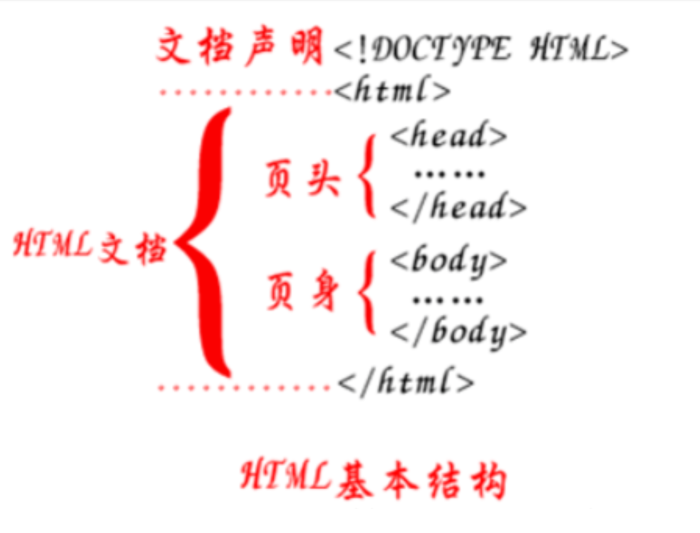 文档声明<!DOCTYPE HTML>
<html>
<head>
页头
……
</head>
HTML文档
<body>
页身
……
</body>
</html>
HTML基本结构